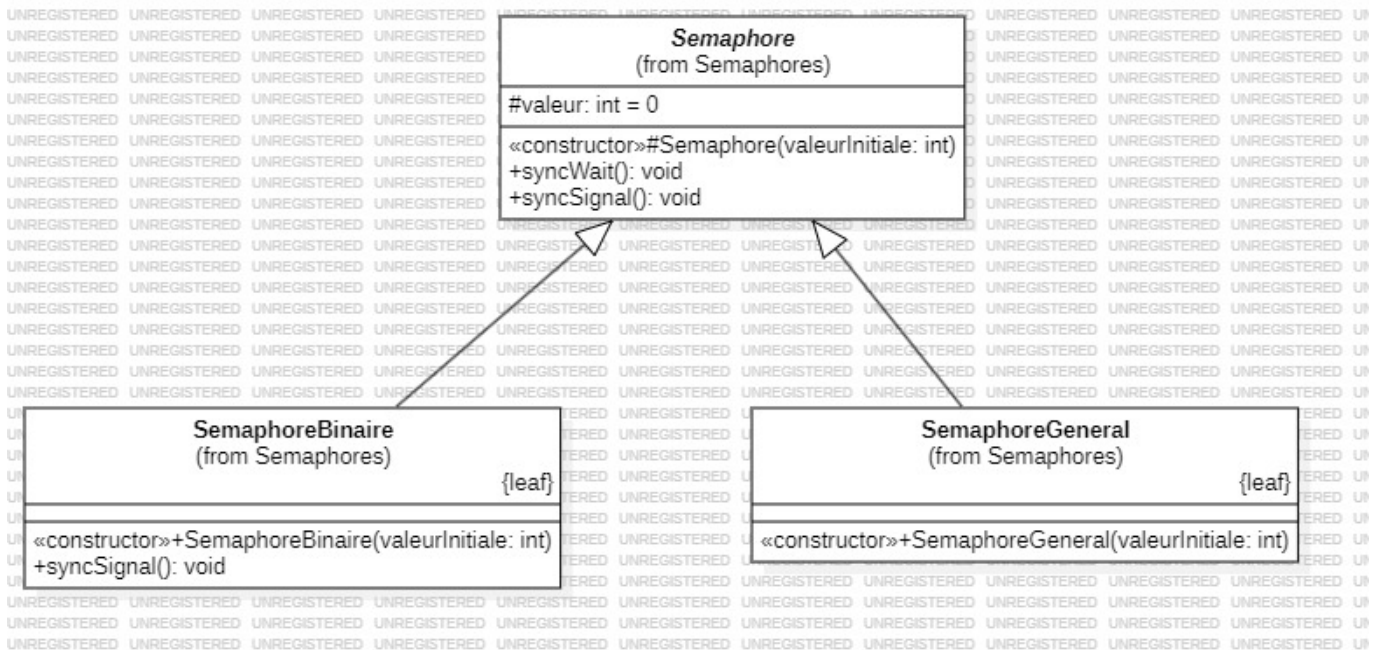 Semaphore
(from Semaphores)
#valeur: int = 0
«constructor»#Semaphore(valeurInitiale: int)
+syncWait(): void
+syncSignal(): void
SemaphoreBinaire
(from Semaphores)
{leaf}
«constructor»+SemaphoreBinaire(valeurInitiale: int)
+syncSignal(): void
SemaphoreGeneral
(from Semaphores)
{leaf}
«constructor»+SemaphoreGeneral(valeurInitiale: int)
UNREGISTERED